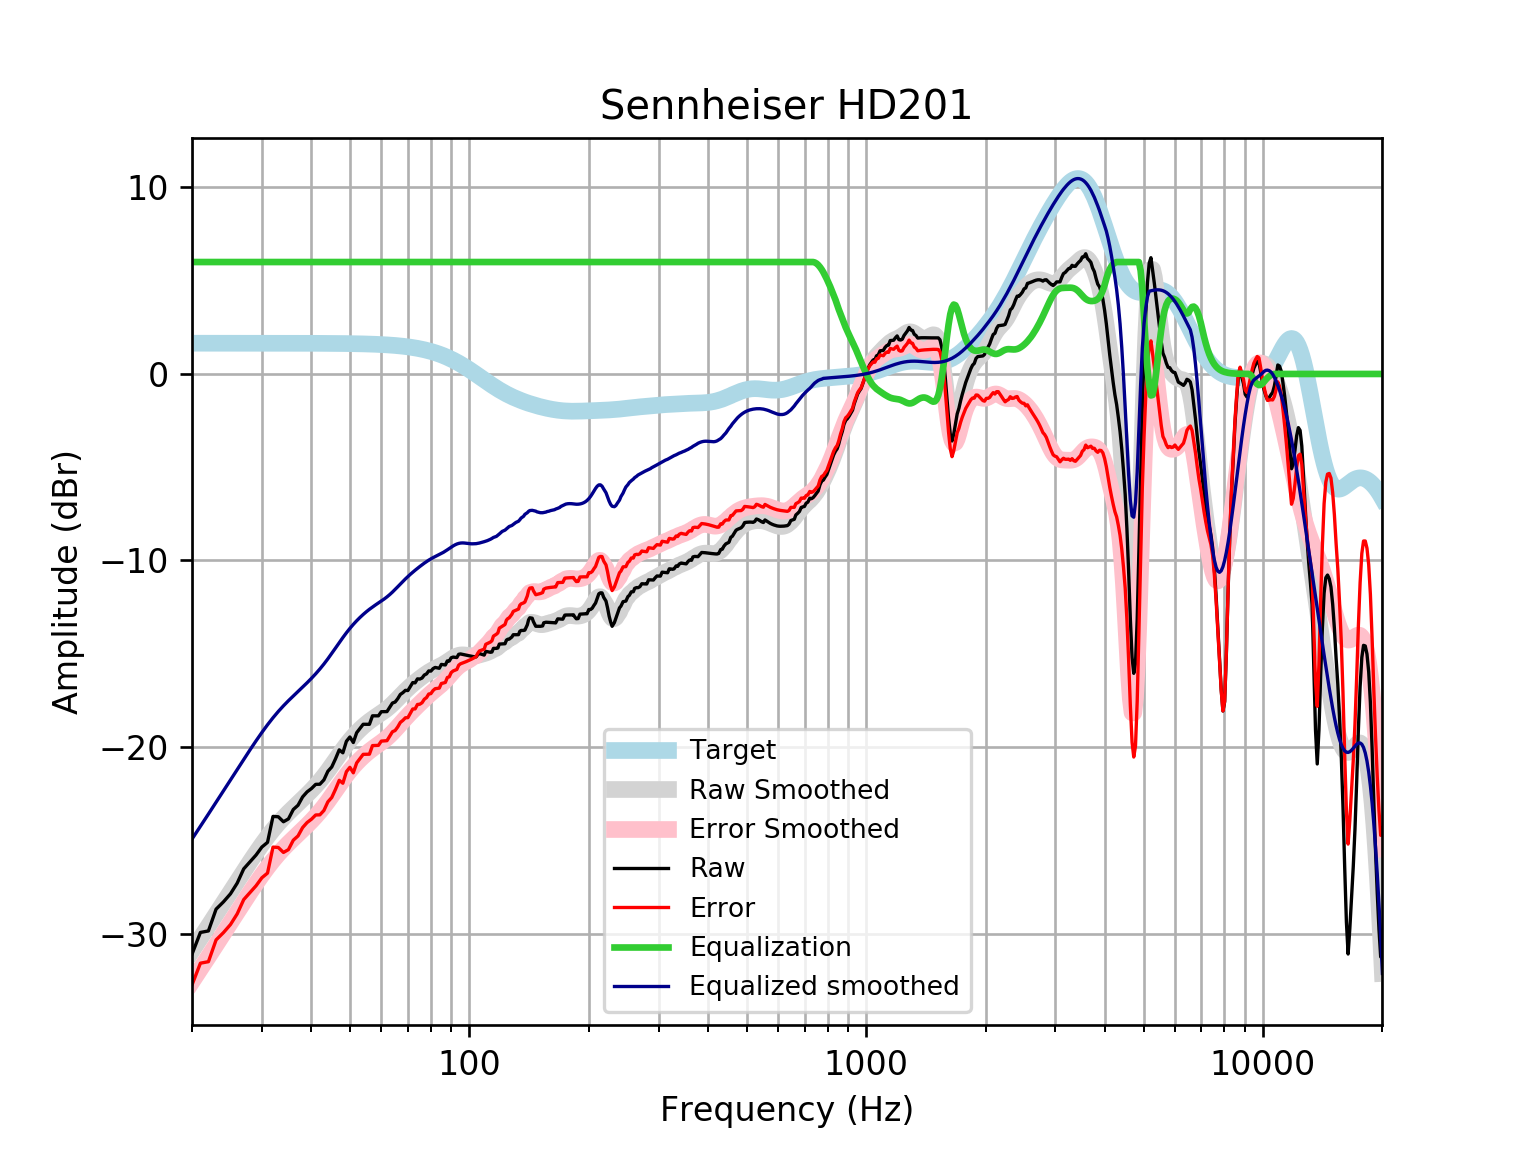 Sennheiser HD201
10
0
−10
−20
−30
Amplitude (dBr)
Target
Raw Smoothed
Error Smoothed
Raw
Error
Equalization
Equalized smoothed
100
1000
10000
Frequency (Hz)